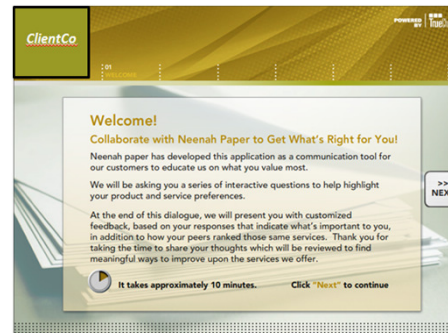 ClientCo
POWERED
BY
01
WELCOME
Welcome!
Collaborate with Neenah Paper to Get What's Right for You!
Neenah paper has developed this application as a communication tool for
our customers to educate us on what you value most.
We will be asking you a series of interactive questions to help highlight
your product and service preferences.
At the end of this dialogue, we will present you with customized
feedback, based on your responses that indicate what's important to you,
in addition to how your peers ranked those same services. Thank you for
taking the time to share your thoughts which will be reviewed to find
meaningful ways to improve upon the services we offer.
It takes approximately 10 minutes. Click "Next" to continue
>>
NEX